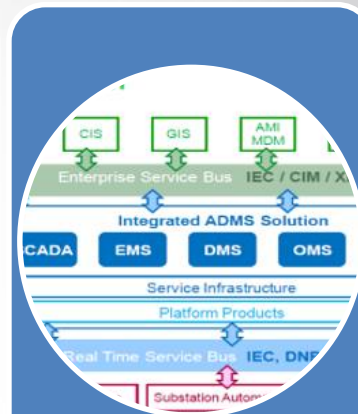 CIS GIS AMI
MDM
Enterprise Service Bus IEC / CIM / X
Integrated ADMS Solution
CADA EMS DMS OMS
Service Infrastructure
Platform Products
Real Time Service Bus IEC, DNP
Substation Autom